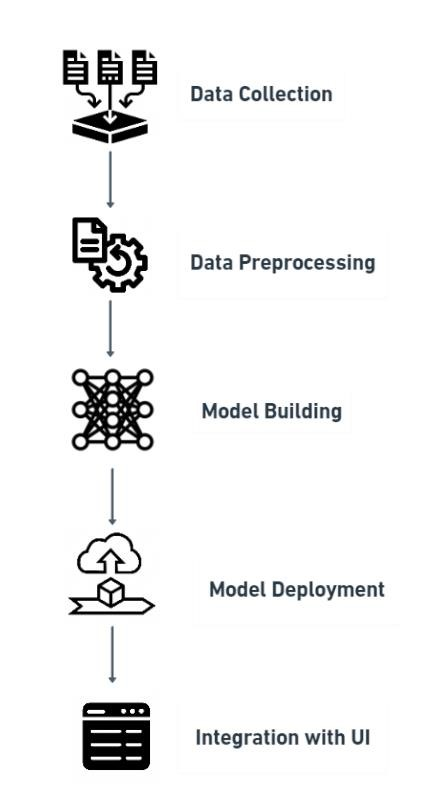 Data Collection
Data Preprocessing
Model Building
Model Deployment
Integration with UI